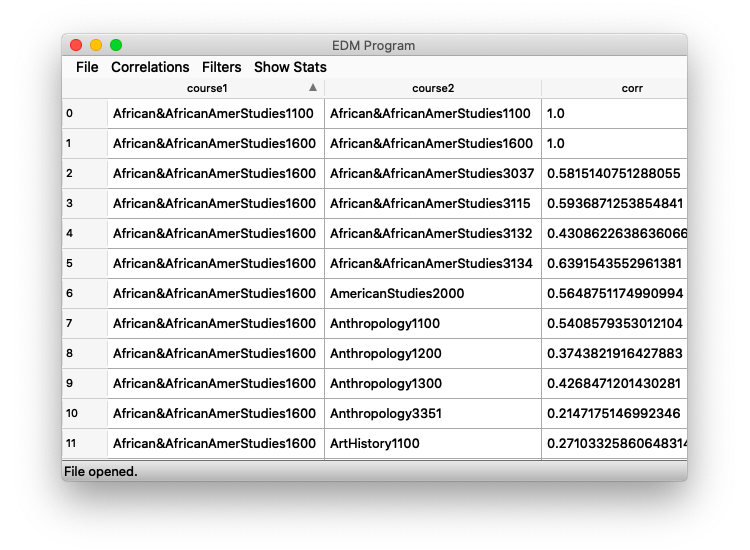 EDM Program
File Correlations Filters Show Stats
course1 course2 corr
0 African&AfricanAmerStudies1100 African&AfricanAmerStudies1100 1.0
1 African&AfricanAmerStudies1600 African&AfricanAmerStudies1600 1.0
2 African&AfricanAmerStudies1600 African&AfricanAmerStudies3037 0.5815140751288055
3 African&AfricanAmerStudies1600 African&AfricanAmerStudies3115 0.5936871253854841
4 African&AfricanAmerStudies1600 African&AfricanAmerStudies3132 0.4308622638636066
5 African&AfricanAmerStudies1600 African&AfricanAmerStudies3134 0.6391543552961381
6 African&AfricanAmerStudies1600 AmericanStudies2000 0.5648751174990994
7 African&AfricanAmerStudies1600 Anthropology1100 0.5408579353012104
8 African&AfricanAmerStudies1600 Anthropology1200 0.3743821916427883
9 African&AfricanAmerStudies1600 Anthropology1300 0.4268471201430281
10 African&AfricanAmerStudies1600 Anthropology3351 0.2147175146992346
11 African&AfricanAmerStudies1600 ArtHistory1100 0.27103325860648314
File opened.